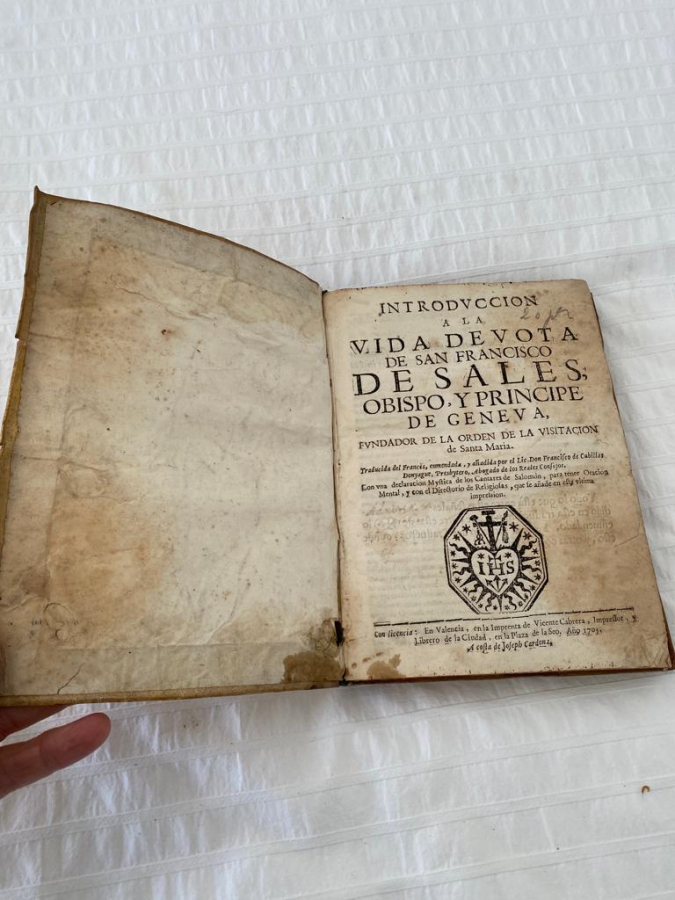 INTRODVCCION
A LA
VIDA DEVOTA
DE SAN FRANCISCO
DE SALES,
OBISPO, Y PRINCIPE
DE GENEVA,
FVNDADOR DE LA ORDEN DE LA VISITACION
de Santa Maria.
Traducida del Francès, emendada, y añadida por el Lic. Don Francisco de Cubillas
Donyague, Presbytero, Abogado de los Reales Consejos.
Con vna declaracion Mystica de los Cantares de Salomòn, para tener Oracion
Mental, y con el Directorio de Religiosas, que se añade en esta vltima
impression.
IHS
Con licencia: En Valencia, en la Imprenta de Vicente Cabrera, Impressor, y
Librero de la Ciudad, en la Plaza de la Seo, Año
A costa de Joseph Cardona.